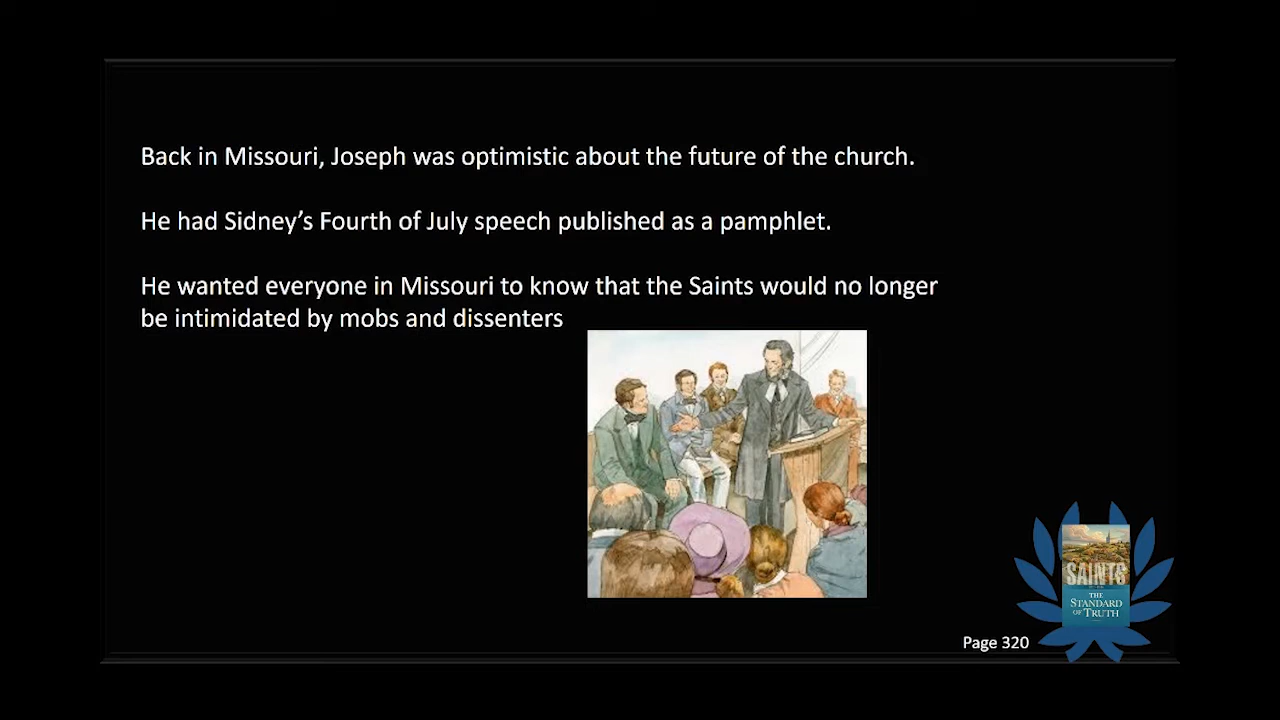 Back in Missouri, Joseph was optimistic about the future of the church.
He had Sidney’s Fourth of July speech published as a pamphlet.
He wanted everyone in Missouri to know that the Saints would no longer
be intimidated by mobs and dissenters
SAINTS
THE
STANDARD
OF TRUTH
Page 320